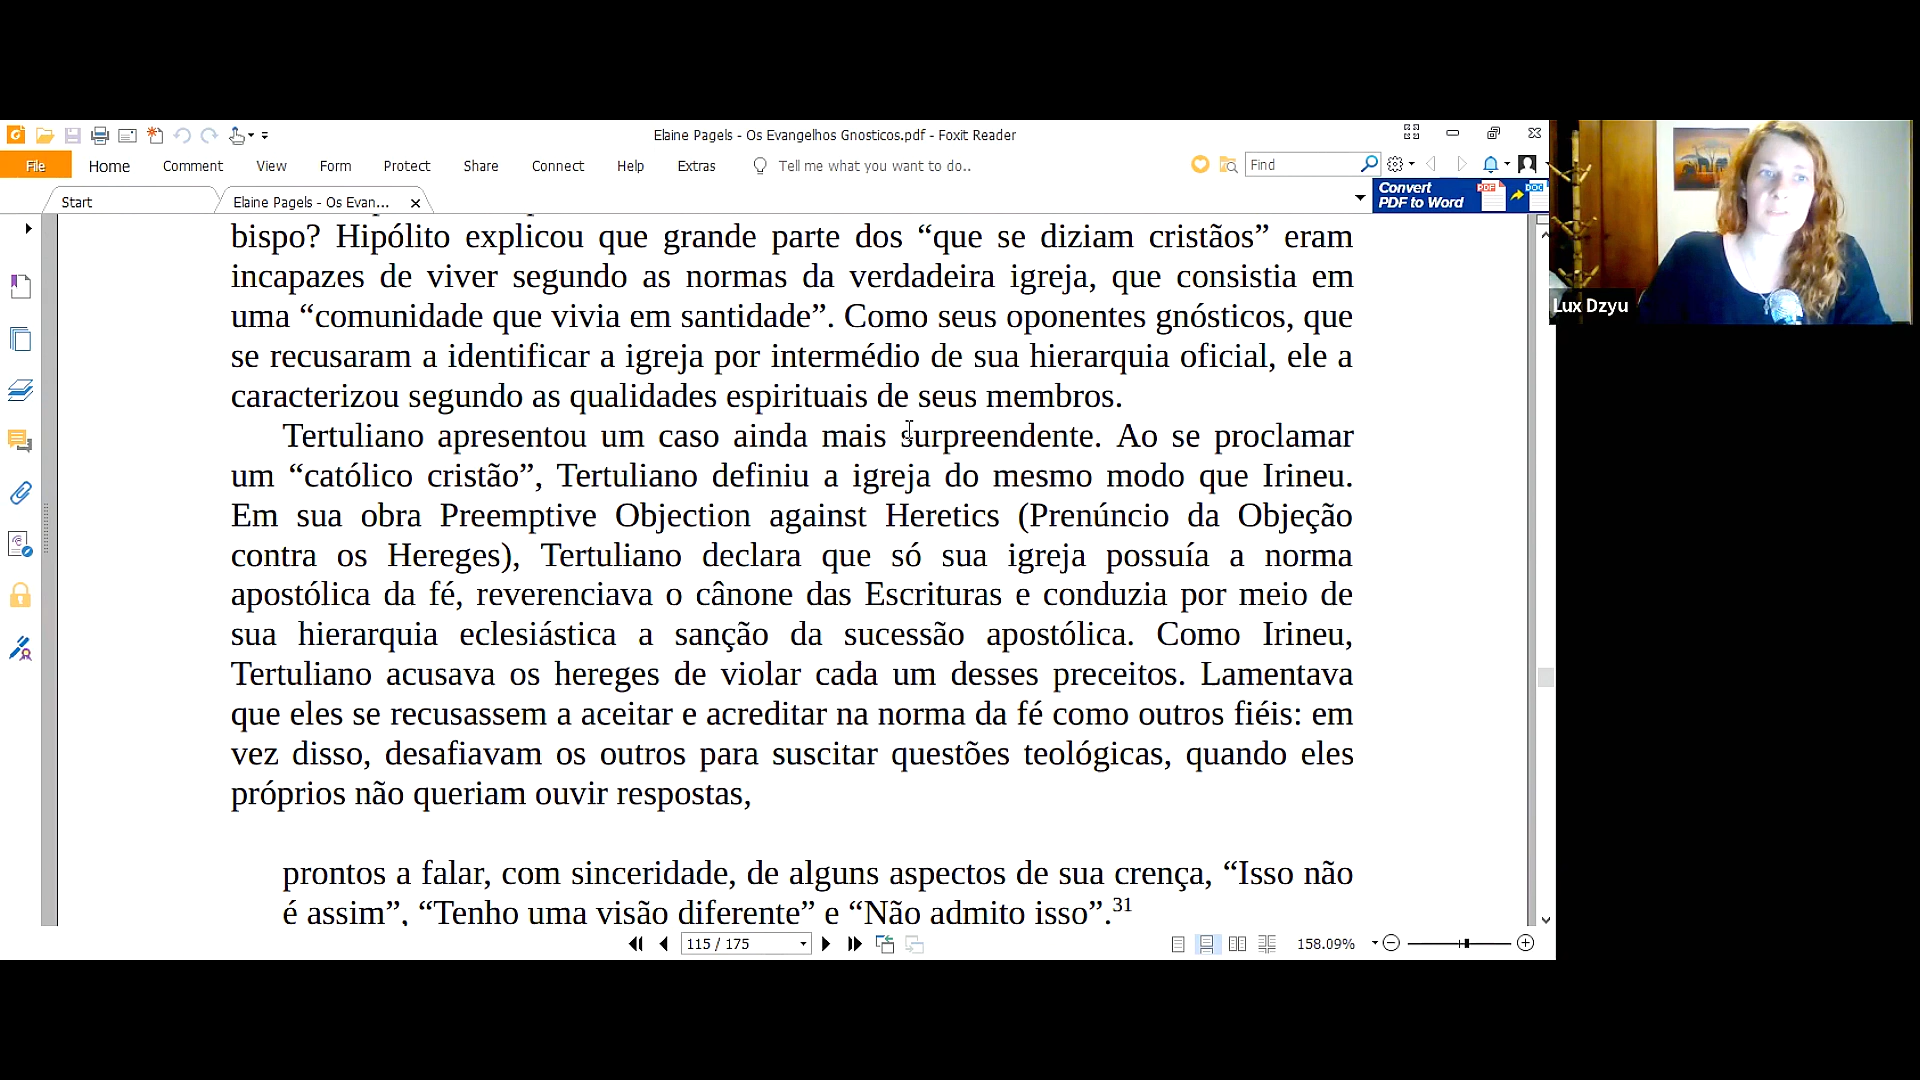 Elaine Pagels - Os Evangelhos Gnosticos.pdf - Foxit Reader
File Home Comment View Form Protect Share Connect Help Extras Tell me what you want to do.. Find
Start Elaine Pagels - Os Evan... Convert
PDF to Word PDF DOC
bispo? Hipólito explicou que grande parte dos “que se diziam cristãos” eram
incapazes de viver segundo as normas da verdadeira igreja, que consistia em
uma “comunidade que vivia em santidade”. Como seus oponentes gnósticos, que
se recusaram a identificar a igreja por intermédio de sua hierarquia oficial, ele a
caracterizou segundo as qualidades espirituais de seus membros.
Tertuliano apresentou um caso ainda mais surpreendente. Ao se proclamar
um “católico cristão”, Tertuliano definiu a igreja do mesmo modo que Irineu.
Em sua obra Preemptive Objection against Heretics (Prenúncio da Objeção
contra os Hereges), Tertuliano declara que só sua igreja possuía a norma
apostólica da fé, reverenciava o cânone das Escrituras e conduzia por meio de
sua hierarquia eclesiástica a sanção da sucessão apostólica. Como Irineu,
Tertuliano acusava os hereges de violar cada um desses preceitos. Lamentava
que eles se recusassem a aceitar e acreditar na norma da fé como outros fiéis: em
vez disso, desafiavam os outros para suscitar questões teológicas, quando eles
próprios não queriam ouvir respostas,
prontos a falar, com sinceridade, de alguns aspectos de sua crença, “Isso não
é assim”, “Tenho uma visão diferente” e “Não admito isso”.31
115 / 175 158.09%
Lux Dzyu